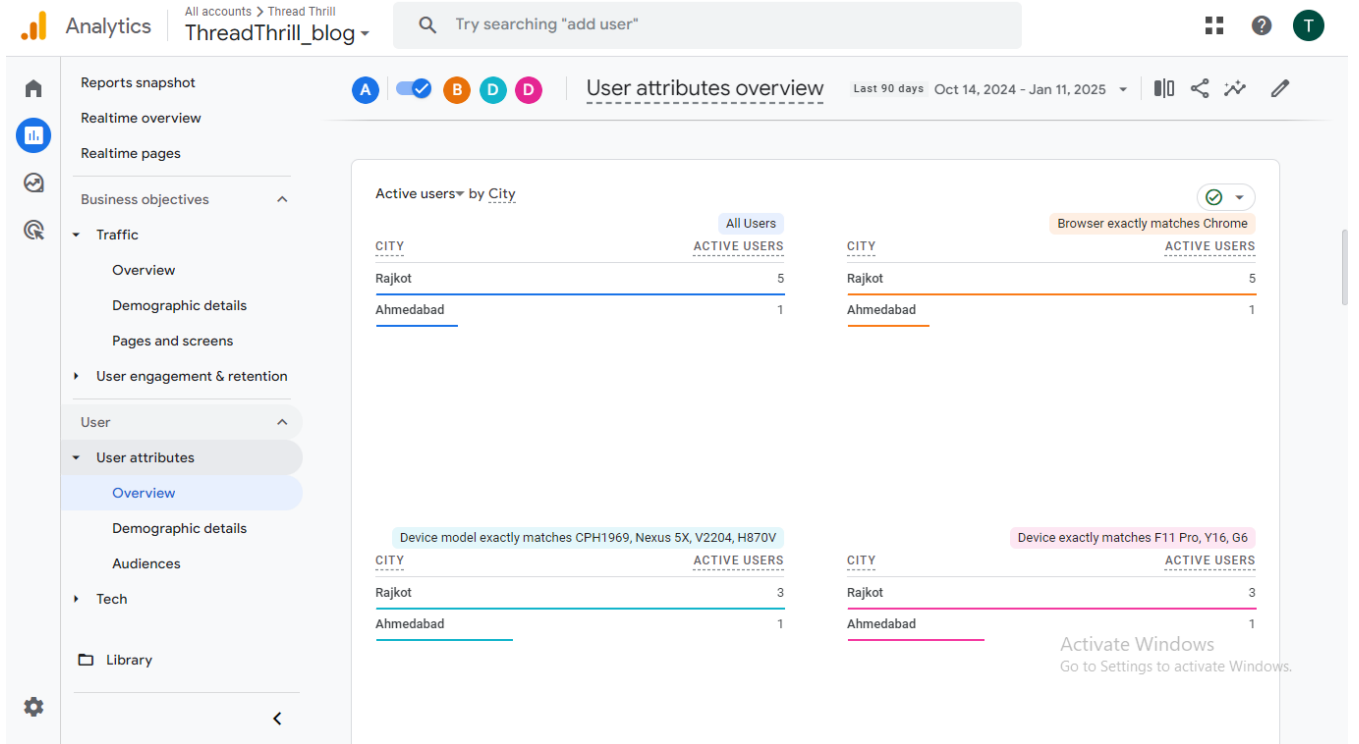 Analytics
All accounts > Thread Thrill
ThreadThrill_blog
Try searching "add user"
T
Reports snapshot
Realtime overview
Realtime pages
Business objectives
Traffic
Overview
Demographic details
Pages and screens
User engagement & retention
User
User attributes
Overview
Demographic details
Audiences
Tech
Library
A B D D
User attributes overview
Last 90 days Oct 14, 2024 - Jan 11, 2025
Active users by City
All Users
CITY ACTIVE USERS
Rajkot 5
Ahmedabad 1
Browser exactly matches Chrome
CITY ACTIVE USERS
Rajkot 5
Ahmedabad 1
Device model exactly matches CPH1969, Nexus 5X, V2204, H870V
CITY ACTIVE USERS
Rajkot 3
Ahmedabad 1
Device exactly matches F11 Pro, Y16, G6
CITY ACTIVE USERS
Rajkot 3
Ahmedabad 1
Activate Windows
Go to Settings to activate Windows.